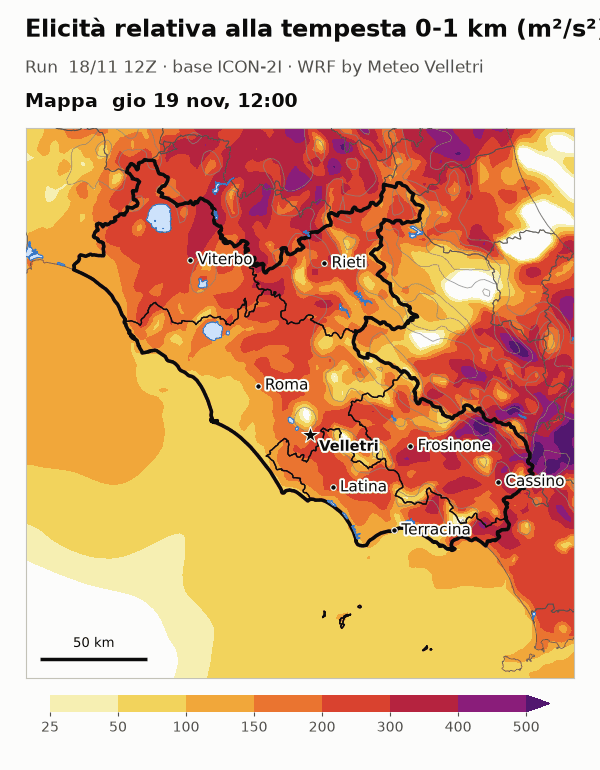 Elicità relativa alla tempesta 0-1 km (m²/s²)
Run  18/11 12Z · base ICON-2I · WRF by Meteo Velletri
Mappa  gio 19 nov, 12:00
Viterbo
Rieti
Roma
Velletri
Frosinone
Cassino
Latina
Terracina
50 km
25 50 100 150 200 300 400 500